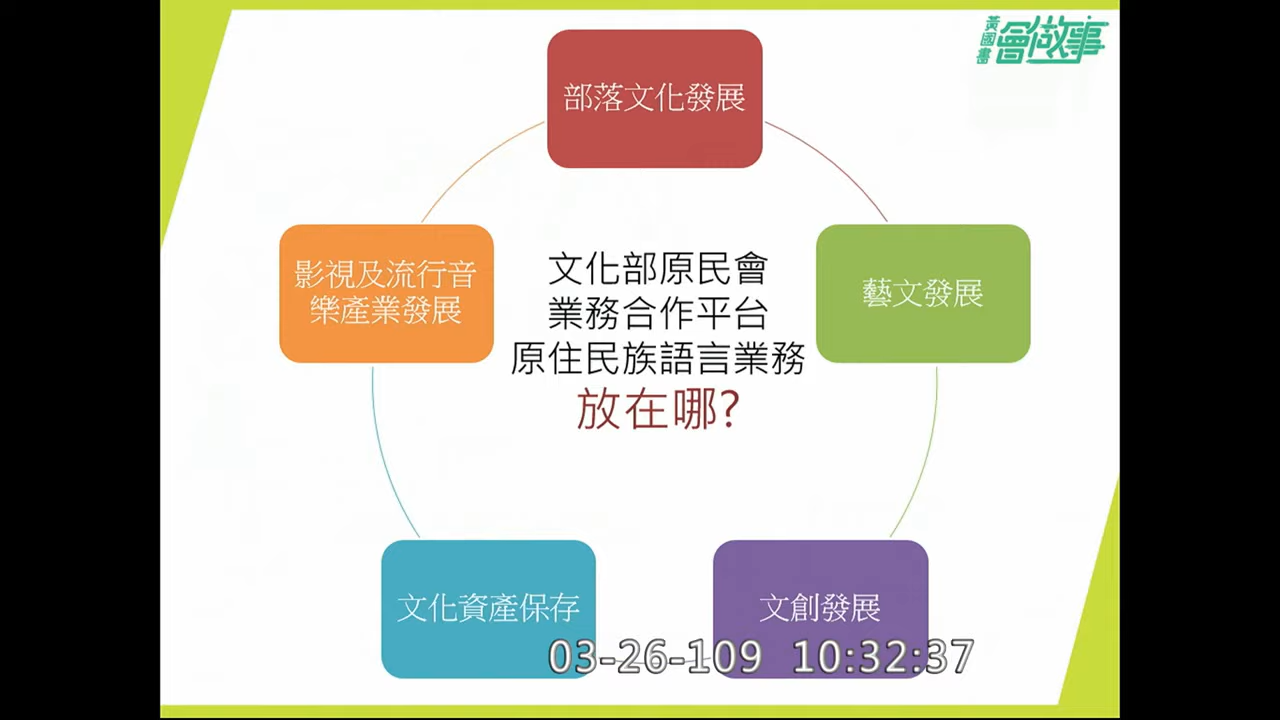 黃國書
會做事
部落文化發展
影視及流行音
樂產業發展
文化部原民會
業務合作平台
原住民族語言業務
放在哪?
藝文發展
文化資產保存
文創發展
03-26-109 10:32:37